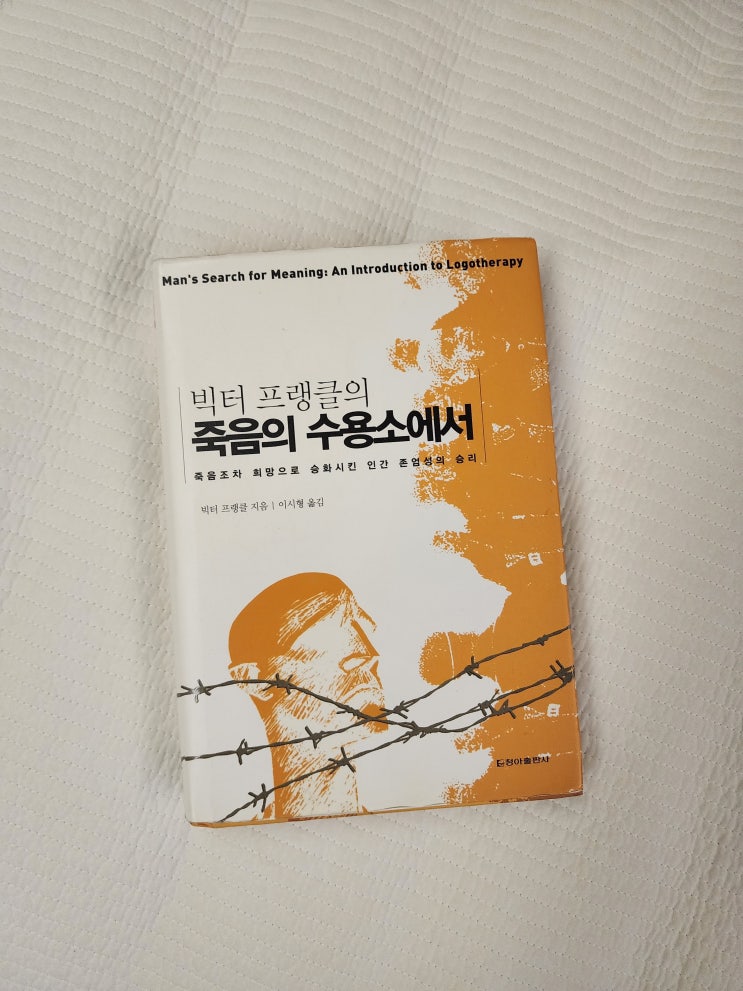 Man's Search for Meaning: An Introduction to Logotherapy
빅터 프랭클의
죽음의 수용소에서
죽음조차 희망으로 승화시킨 인간 존엄성의 승리
빅터 프랭클 지음 | 이시형 옮김
청아출판사